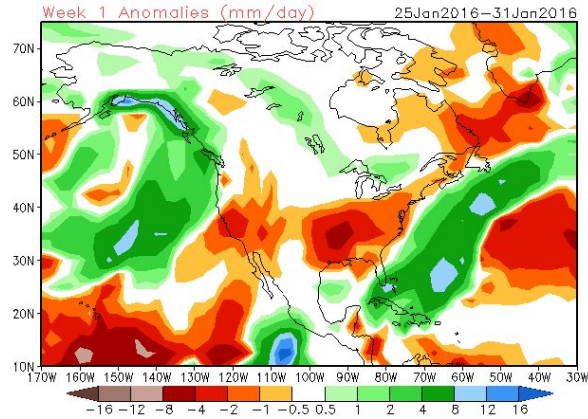 Week 1 Anomalies (mm/day) 25Jan2016-31Jan2016
70N
60N
50N
40N
30N
20N
10N
170W 160W 150W 140W 130W 120W 110W 100W 90W 80W 70W 60W 50W 40W 30W
-16 -12 -8 -4 -2 -1 -0.5 0.5 1 2 4 8 12 16